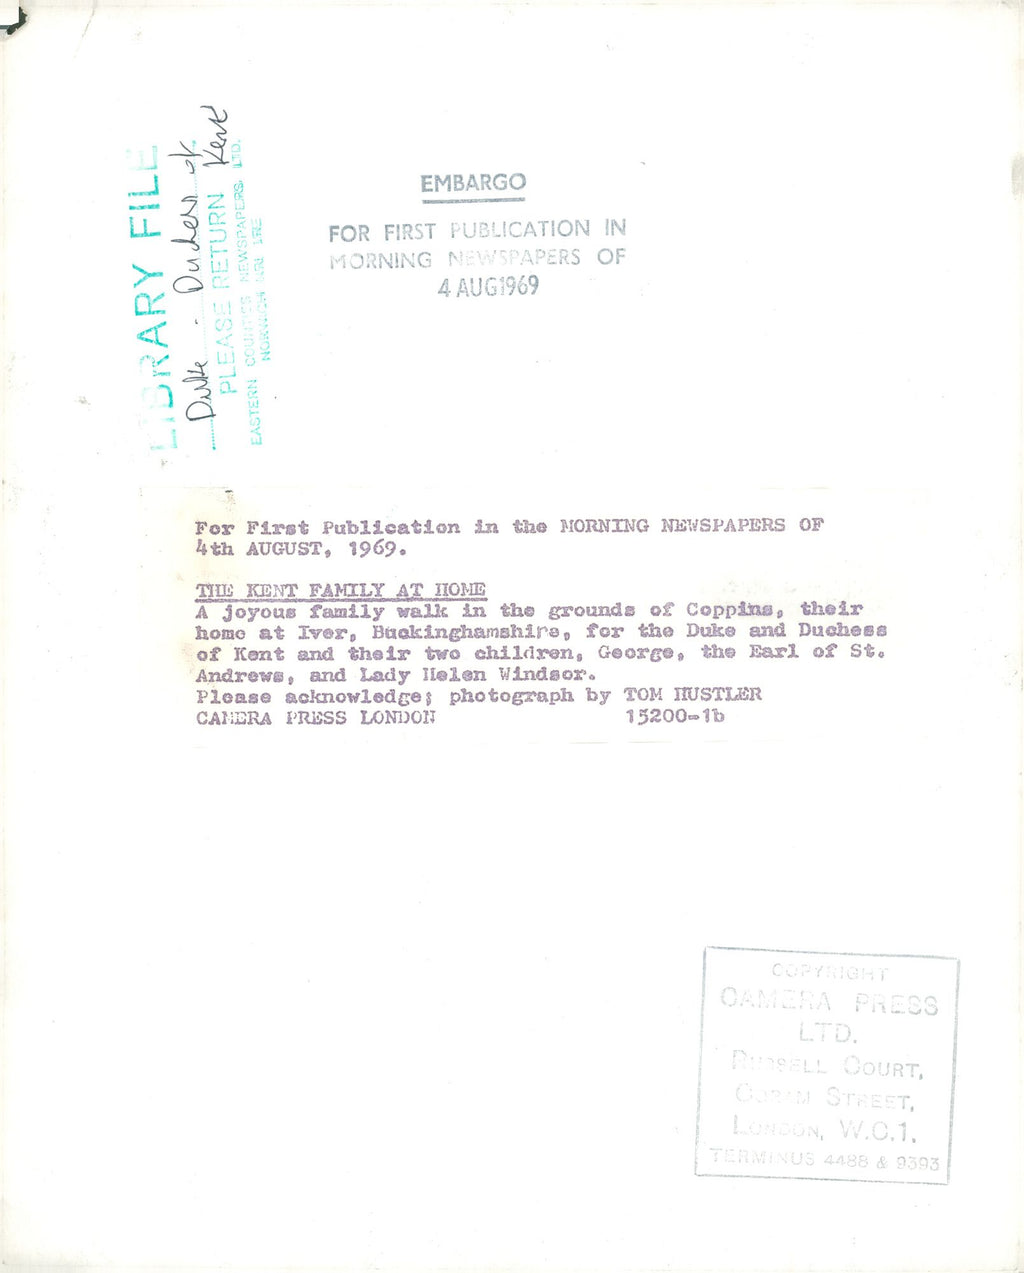 LIBRARY FILE
Duke - Duchess of Kent
PLEASE RETURN
EASTERN COUNTIES NEWSPAPERS LTD.
NORWICH
EMBARGO
FOR FIRST PUBLICATION IN
MORNING NEWSPAPERS OF
4 AUG 1969
For First Publication in the MORNING NEWSPAPERS OF
4th AUGUST, 1969.
THE KENT FAMILY AT HOME
A joyous family walk in the grounds of Coppins, their
home at Iver, Buckinghamshire, for the Duke and Duchess
of Kent and their two children, George, the Earl of St.
Andrews, and Lady Helen Windsor.
Please acknowledge; photograph by TOM HUSTLER
CAMERA PRESS LONDON 15200-1b
COPYRIGHT
CAMERA PRESS
LTD.
RUSSELL COURT,
CORAM STREET,
LONDON, W.C.1.
TERMINUS 4488 & 9393